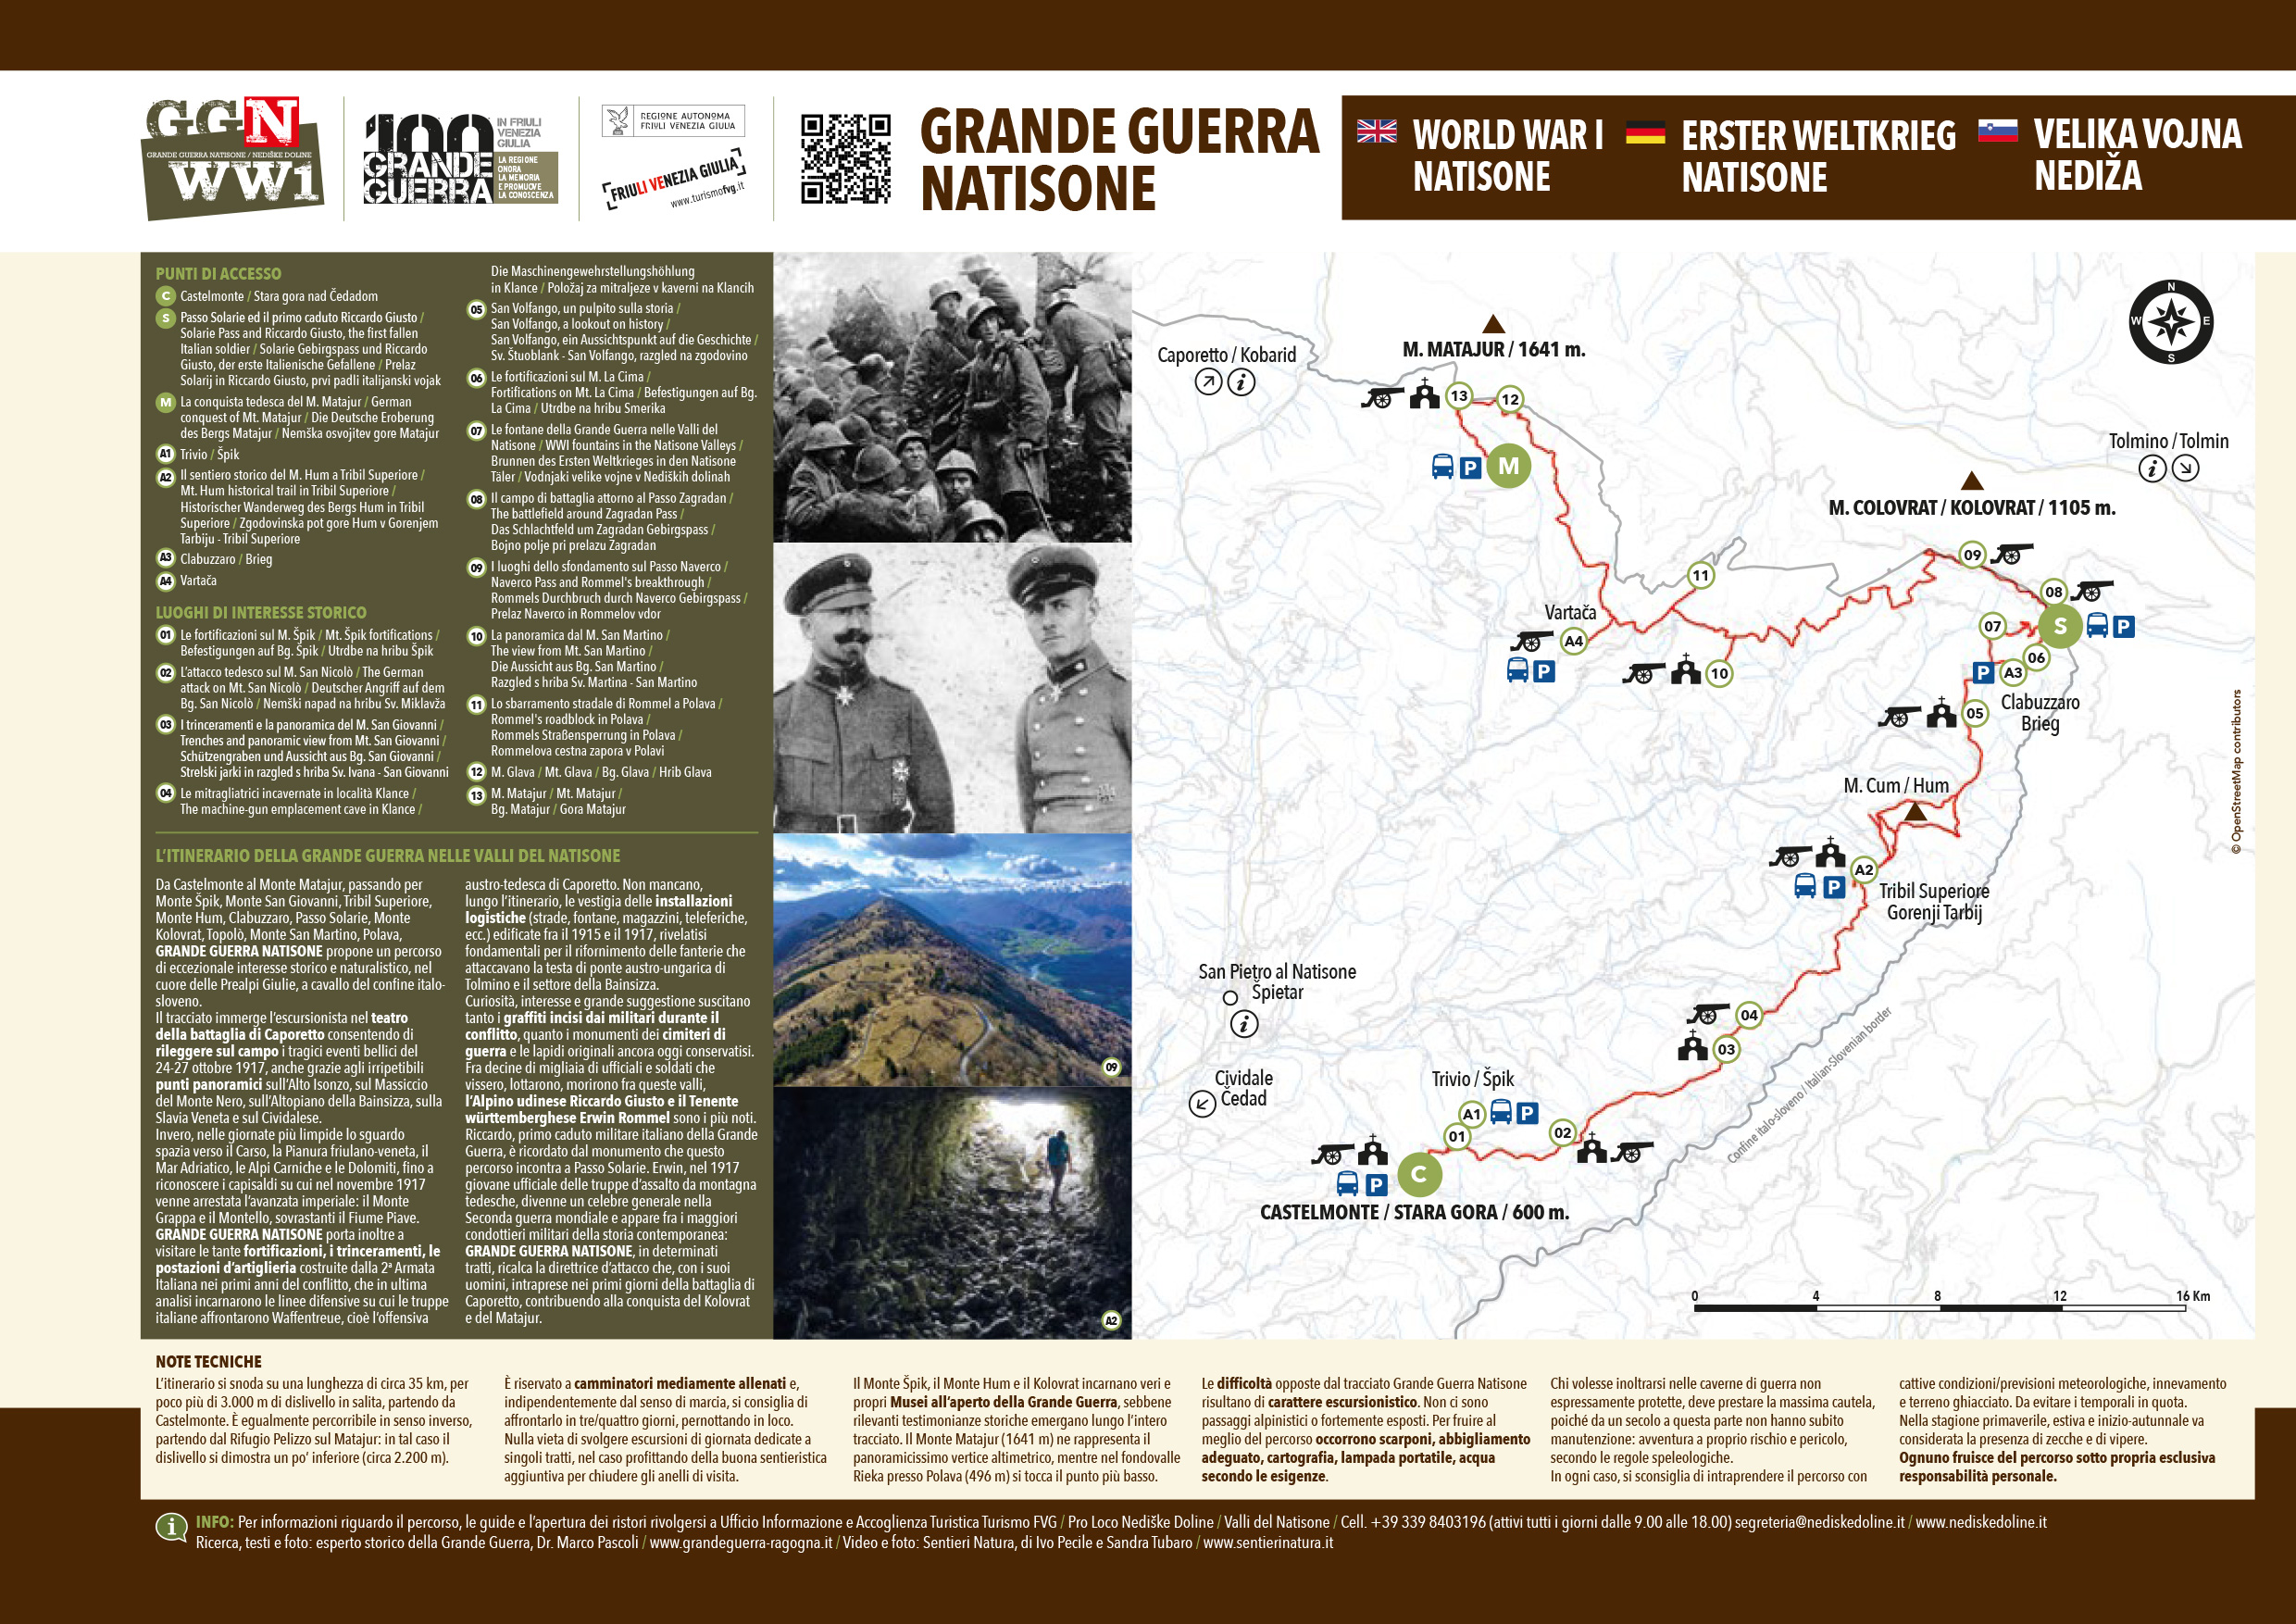 GGN
GRANDE GUERRA NATISONE / NEDIŠKE DOLINE
WW1
100
IN FRIULI
VENEZIA
GIULIA
GRANDE
GUERRA
LA REGIONE
ONORA
LA MEMORIA
E PROMUOVE
LA CONOSCENZA
REGIONE AUTONOMA
FRIULI VENEZIA GIULIA
FRIULI VENEZIA GIULIA
www.turismofvg.it
GRANDE GUERRA
NATISONE
WORLD WAR I
NATISONE
ERSTER WELTKRIEG
NATISONE
VELIKA VOJNA
NEDIŽA
PUNTI DI ACCESSO
C Castelmonte / Stara gora nad Čedadom
S Passo Solarie ed il primo caduto Riccardo Giusto /
Solarie Pass and Riccardo Giusto, the first fallen
Italian soldier / Solarie Gebirgspass und Riccardo
Giusto, der erste Italienische Gefallene / Prelaz
Solarij in Riccardo Giusto, prvi padli italijanski vojak
M La conquista tedesca del M. Matajur / German
conquest of Mt. Matajur / Die Deutsche Eroberung
des Bergs Matajur / Nemška osvojitev gore Matajur
A1 Trivio / Špik
A2 Il sentiero storico del M. Hum a Tribil Superiore /
Mt. Hum historical trail in Tribil Superiore /
Historischer Wanderweg des Bergs Hum in Tribil
Superiore / Zgodovinska pot gore Hum v Gorenjem
Tarbiju - Tribil Superiore
A3 Clabuzzaro / Brieg
A4 Vartača
LUOGHI DI INTERESSE STORICO
01 Le fortificazioni sul M. Špik / Mt. Špik fortifications /
Befestigungen auf Bg. Špik / Utrdbe na hribu Špik
02 L'attacco tedesco sul M. San Nicolò / The German
attack on Mt. San Nicolò / Deutscher Angriff auf dem
Bg. San Nicolò / Nemški napad na hribu Sv. Miklavža
03 I trinceramenti e la panoramica del M. San Giovanni /
Trenches and panoramic view from Mt. San Giovanni /
Schützengraben und Aussicht aus Bg. San Giovanni /
Strelski jarki in razgled s hriba Sv. Ivana - San Giovanni
04 Le mitragliatrici incavernate in località Klance /
The machine-gun emplacement cave in Klance /
Die Maschinengewehrstellungshöhlung
in Klance / Položaj za mitraljeze v kaverni na Klancih
05 San Volfango, un pulpito sulla storia /
San Volfango, a lookout on history /
San Volfango, ein Aussichtspunkt auf die Geschichte /
Sv. Štuoblank - San Volfango, razgled na zgodovino
06 Le fortificazioni sul M. La Cima /
Fortifications on Mt. La Cima / Befestigungen auf Bg.
La Cima / Utrdbe na hribu Smerika
07 Le fontane della Grande Guerra nelle Valli del
Natisone / WWI fountains in the Natisone Valleys /
Brunnen des Ersten Weltkrieges in den Natisone
Täler / Vodnjaki velike vojne v Nediških dolinah
08 Il campo di battaglia attorno al Passo Zagradan /
The battlefield around Zagradan Pass /
Das Schlachtfeld um Zagradan Gebirgspass /
Bojno polje pri prelazu Zagradan
09 I luoghi dello sfondamento sul Passo Naverco /
Naverco Pass and Rommel's breakthrough /
Rommels Durchbruch durch Naverco Gebirgspass /
Prelaz Naverco in Rommelov vdor
10 La panoramica dal M. San Martino /
The view from Mt. San Martino /
Die Aussicht aus Bg. San Martino /
Razgled s hriba Sv. Martina - San Martino
11 Lo sbarramento stradale di Rommel a Polava /
Rommel's roadblock in Polava /
Rommels Straßensperrung in Polava /
Rommelova cestna zapora v Polavi
12 M. Glava / Mt. Glava / Bg. Glava / Hrib Glava
13 M. Matajur / Mt. Matajur /
Bg. Matajur / Gora Matajur
L'ITINERARIO DELLA GRANDE GUERRA NELLE VALLI DEL NATISONE
Da Castelmonte al Monte Matajur, passando per
Monte Špik, Monte San Giovanni, Tribil Superiore,
Monte Hum, Clabuzzaro, Passo Solarie, Monte
Kolovrat, Topolò, Monte San Martino, Polava,
GRANDE GUERRA NATISONE propone un percorso
di eccezionale interesse storico e naturalistico, nel
cuore delle Prealpi Giulie, a cavallo del confine italo-
sloveno.
Il tracciato immerge l'escursionista nel teatro
della battaglia di Caporetto consentendo di
rileggere sul campo i tragici eventi bellici del
24-27 ottobre 1917, anche grazie agli irripetibili
punti panoramici sull'Alto Isonzo, sul Massiccio
del Monte Nero, sull'Altopiano della Bainsizza, sulla
Slavia Veneta e sul Cividalese.
Invero, nelle giornate più limpide lo sguardo
spazia verso il Carso, la Pianura friulano-veneta, il
Mar Adriatico, le Alpi Carniche e le Dolomiti, fino a
riconoscere i capisaldi su cui nel novembre 1917
venne arrestata l'avanzata imperiale: il Monte
Grappa e il Montello, sovrastanti il Fiume Piave.
GRANDE GUERRA NATISONE porta inoltre a
visitare le tante fortificazioni, i trinceramenti, le
postazioni d'artiglieria costruite dalla 2ª Armata
Italiana nei primi anni del conflitto, che in ultima
analisi incarnarono le linee difensive su cui le truppe
italiane affrontarono Waffentreue, cioè l'offensiva
austro-tedesca di Caporetto. Non mancano,
lungo l'itinerario, le vestigia delle installazioni
logistiche (strade, fontane, magazzini, teleferiche,
ecc.) edificate fra il 1915 e il 1917, rivelatisi
fondamentali per il rifornimento delle fanterie che
attaccavano la testa di ponte austro-ungarica di
Tolmino e il settore della Bainsizza.
Curiosità, interesse e grande suggestione suscitano
tanto i graffiti incisi dai militari durante il
conflitto, quanto i monumenti dei cimiteri di
guerra e le lapidi originali ancora oggi conservatisi.
Fra decine di migliaia di ufficiali e soldati che
vissero, lottarono, morirono fra queste valli,
l'Alpino udinese Riccardo Giusto e il Tenente
württemberghese Erwin Rommel sono i più noti.
Riccardo, primo caduto militare italiano della Grande
Guerra, è ricordato dal monumento che questo
percorso incontra a Passo Solarie. Erwin, nel 1917
giovane ufficiale delle truppe d'assalto da montagna
tedesche, divenne un celebre generale nella
Seconda guerra mondiale e appare fra i maggiori
condottieri militari della storia contemporanea:
GRANDE GUERRA NATISONE, in determinati
tratti, ricalca la direttrice d'attacco che, con i suoi
uomini, intraprese nei primi giorni della battaglia di
Caporetto, contribuendo alla conquista del Kolovrat
e del Matajur.
09
A2
N
W
E
S
Caporetto / Kobarid
M. MATAJUR / 1641 m.
13
12
P
M
Tolmino / Tolmin
M. COLOVRAT / KOLOVRAT / 1105 m.
09
11
08
Vartača
07
S
P
A4
06
P
10
P
A3
05
Clabuzzaro
Brieg
M. Cum / Hum
A2
P
Tribil Superiore
Gorenji Tarbij
San Pietro al Natisone
Špietar
04
03
Confine italo-sloveno / Italian-Slovenian border
Cividale
Čedad
Trivio / Špik
A1
P
01
02
C
P
CASTELMONTE / STARA GORA / 600 m.
0 4 8 12 16 Km
© OpenStreetMap contributors
NOTE TECNICHE
L'itinerario si snoda su una lunghezza di circa 35 km, per
poco più di 3.000 m di dislivello in salita, partendo da
Castelmonte. È egualmente percorribile in senso inverso,
partendo dal Rifugio Pelizzo sul Matajur: in tal caso il
dislivello si dimostra un po' inferiore (circa 2.200 m).
È riservato a camminatori mediamente allenati e,
indipendentemente dal senso di marcia, si consiglia di
affrontarlo in tre/quattro giorni, pernottando in loco.
Nulla vieta di svolgere escursioni di giornata dedicate a
singoli tratti, nel caso profittando della buona sentieristica
aggiuntiva per chiudere gli anelli di visita.
Il Monte Špik, il Monte Hum e il Kolovrat incarnano veri e
propri Musei all'aperto della Grande Guerra, sebbene
rilevanti testimonianze storiche emergano lungo l'intero
tracciato. Il Monte Matajur (1641 m) ne rappresenta il
panoramicissimo vertice altimetrico, mentre nel fondovalle
Rieka presso Polava (496 m) si tocca il punto più basso.
Le difficoltà opposte dal tracciato Grande Guerra Natisone
risultano di carattere escursionistico. Non ci sono
passaggi alpinistici o fortemente esposti. Per fruire al
meglio del percorso occorrono scarponi, abbigliamento
adeguato, cartografia, lampada portatile, acqua
secondo le esigenze.
Chi volesse inoltrarsi nelle caverne di guerra non
espressamente protette, deve prestare la massima cautela,
poiché da un secolo a questa parte non hanno subito
manutenzione: avventura a proprio rischio e pericolo,
secondo le regole speleologiche.
In ogni caso, si sconsiglia di intraprendere il percorso con
cattive condizioni/previsioni meteorologiche, innevamento
e terreno ghiacciato. Da evitare i temporali in quota.
Nella stagione primaverile, estiva e inizio-autunnale va
considerata la presenza di zecche e di vipere.
Ognuno fruisce del percorso sotto propria esclusiva
responsabilità personale.
INFO: Per informazioni riguardo il percorso, le guide e l'apertura dei ristori rivolgersi a Ufficio Informazione e Accoglienza Turistica Turismo FVG / Pro Loco Nediške Doline / Valli del Natisone / Cell. +39 339 8403196 (attivi tutti i giorni dalle 9.00 alle 18.00) segreteria@nediskedoline.it / www.nediskedoline.it
Ricerca, testi e foto: esperto storico della Grande Guerra, Dr. Marco Pascoli / www.grandeguerra-ragogna.it / Video e foto: Sentieri Natura, di Ivo Pecile e Sandra Tubaro / www.sentierinatura.it